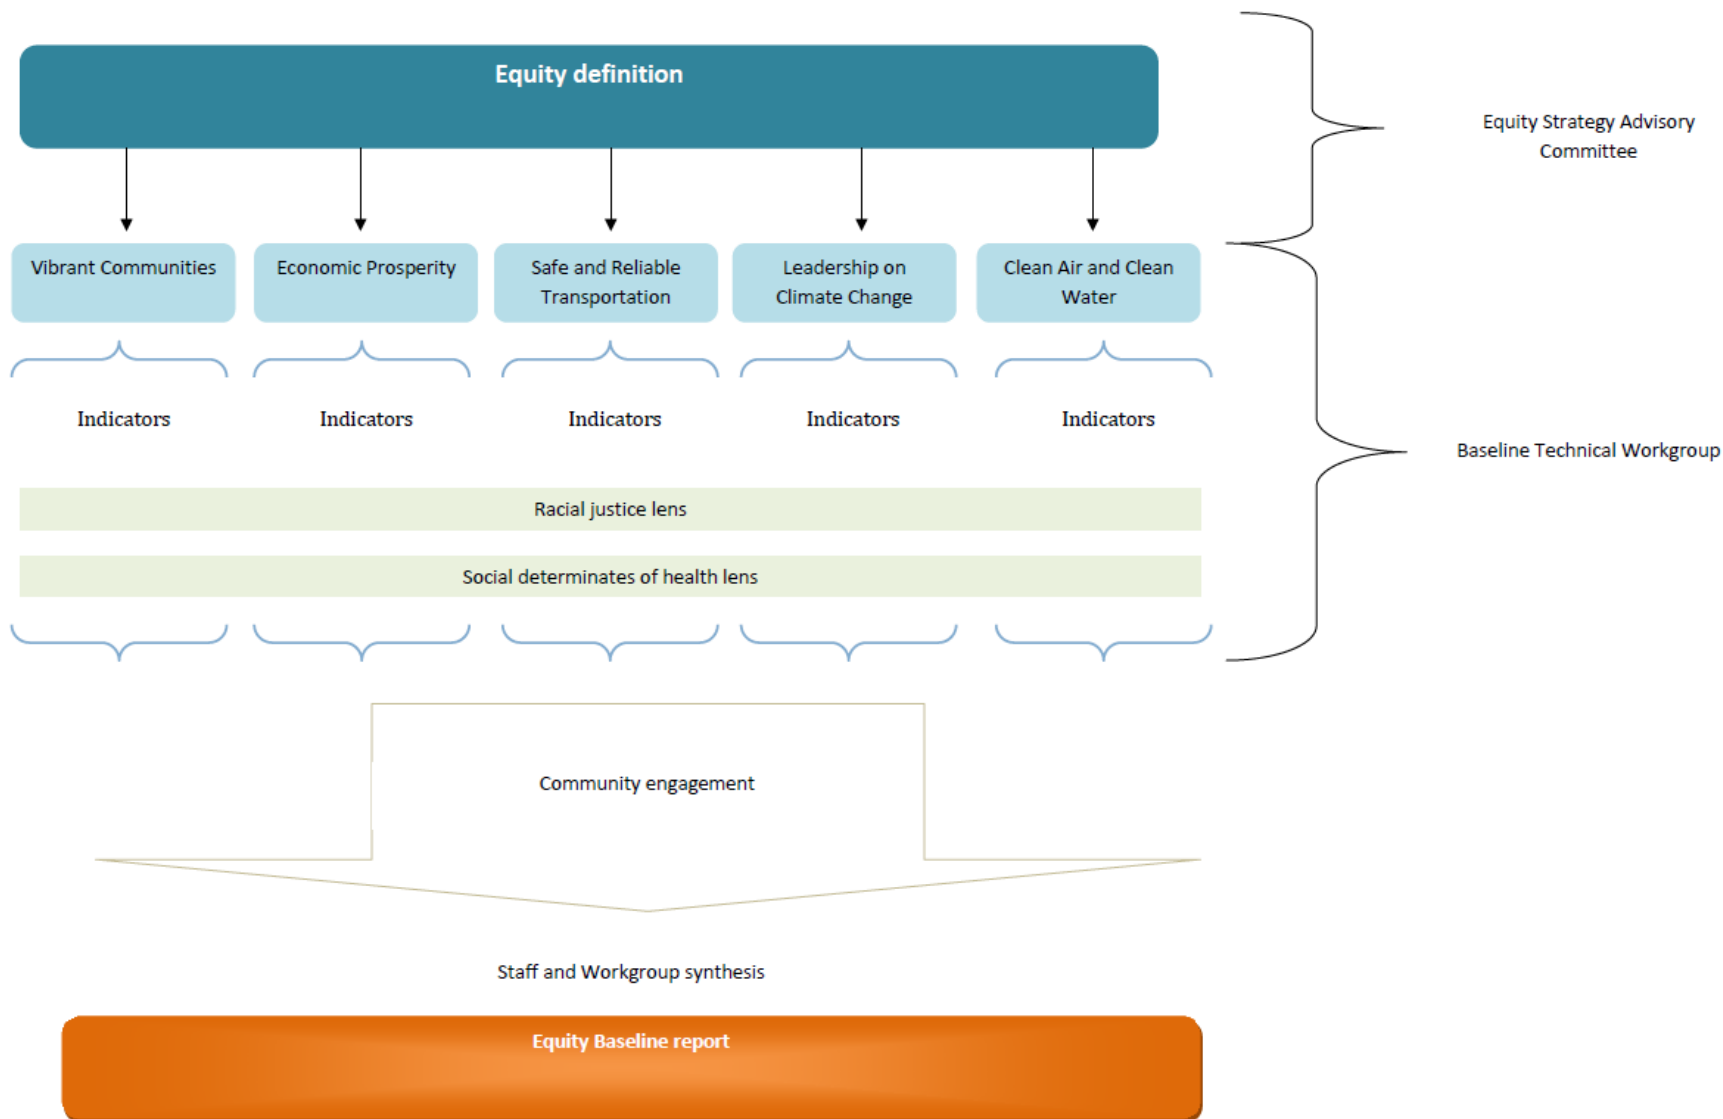 Equity definition
Equity Strategy Advisory
Committee
Vibrant Communities
Economic Prosperity
Safe and Reliable
Transportation
Leadership on
Climate Change
Clean Air and Clean
Water
Indicators
Indicators
Indicators
Indicators
Indicators
Baseline Technical Workgroup
Racial justice lens
Social determinates of health lens
Community engagement
Staff and Workgroup synthesis
Equity Baseline report